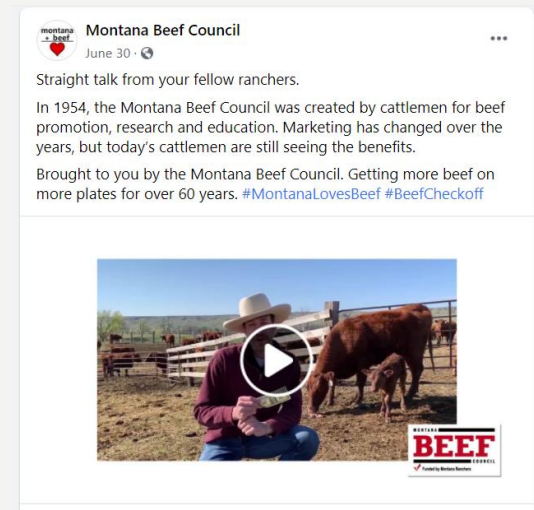 montana
+ beef
Montana Beef Council
June 30 ·
Straight talk from your fellow ranchers.
In 1954, the Montana Beef Council was created by cattlemen for beef
promotion, research and education. Marketing has changed over the
years, but today's cattlemen are still seeing the benefits.
Brought to you by the Montana Beef Council. Getting more beef on
more plates for over 60 years. #MontanaLovesBeef #BeefCheckoff
MONTANA
BEEF
COUNCIL
Funded by Montana Ranchers